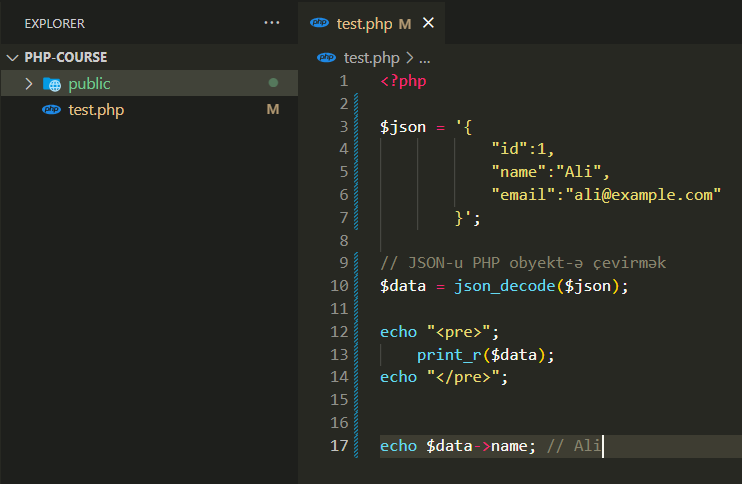 EXPLORER
...
PHP-COURSE
public
test.php M
test.php M
test.php > ...
1 <?php
2
3 $json = '{
4 "id":1,
5 "name":"Ali",
6 "email":"ali@example.com"
7 }';
8
9 // JSON-u PHP obyekt-ə çevirmək
10 $data = json_decode($json);
11
12 echo "<pre>";
13 print_r($data);
14 echo "</pre>";
15
16
17 echo $data->name; // Ali